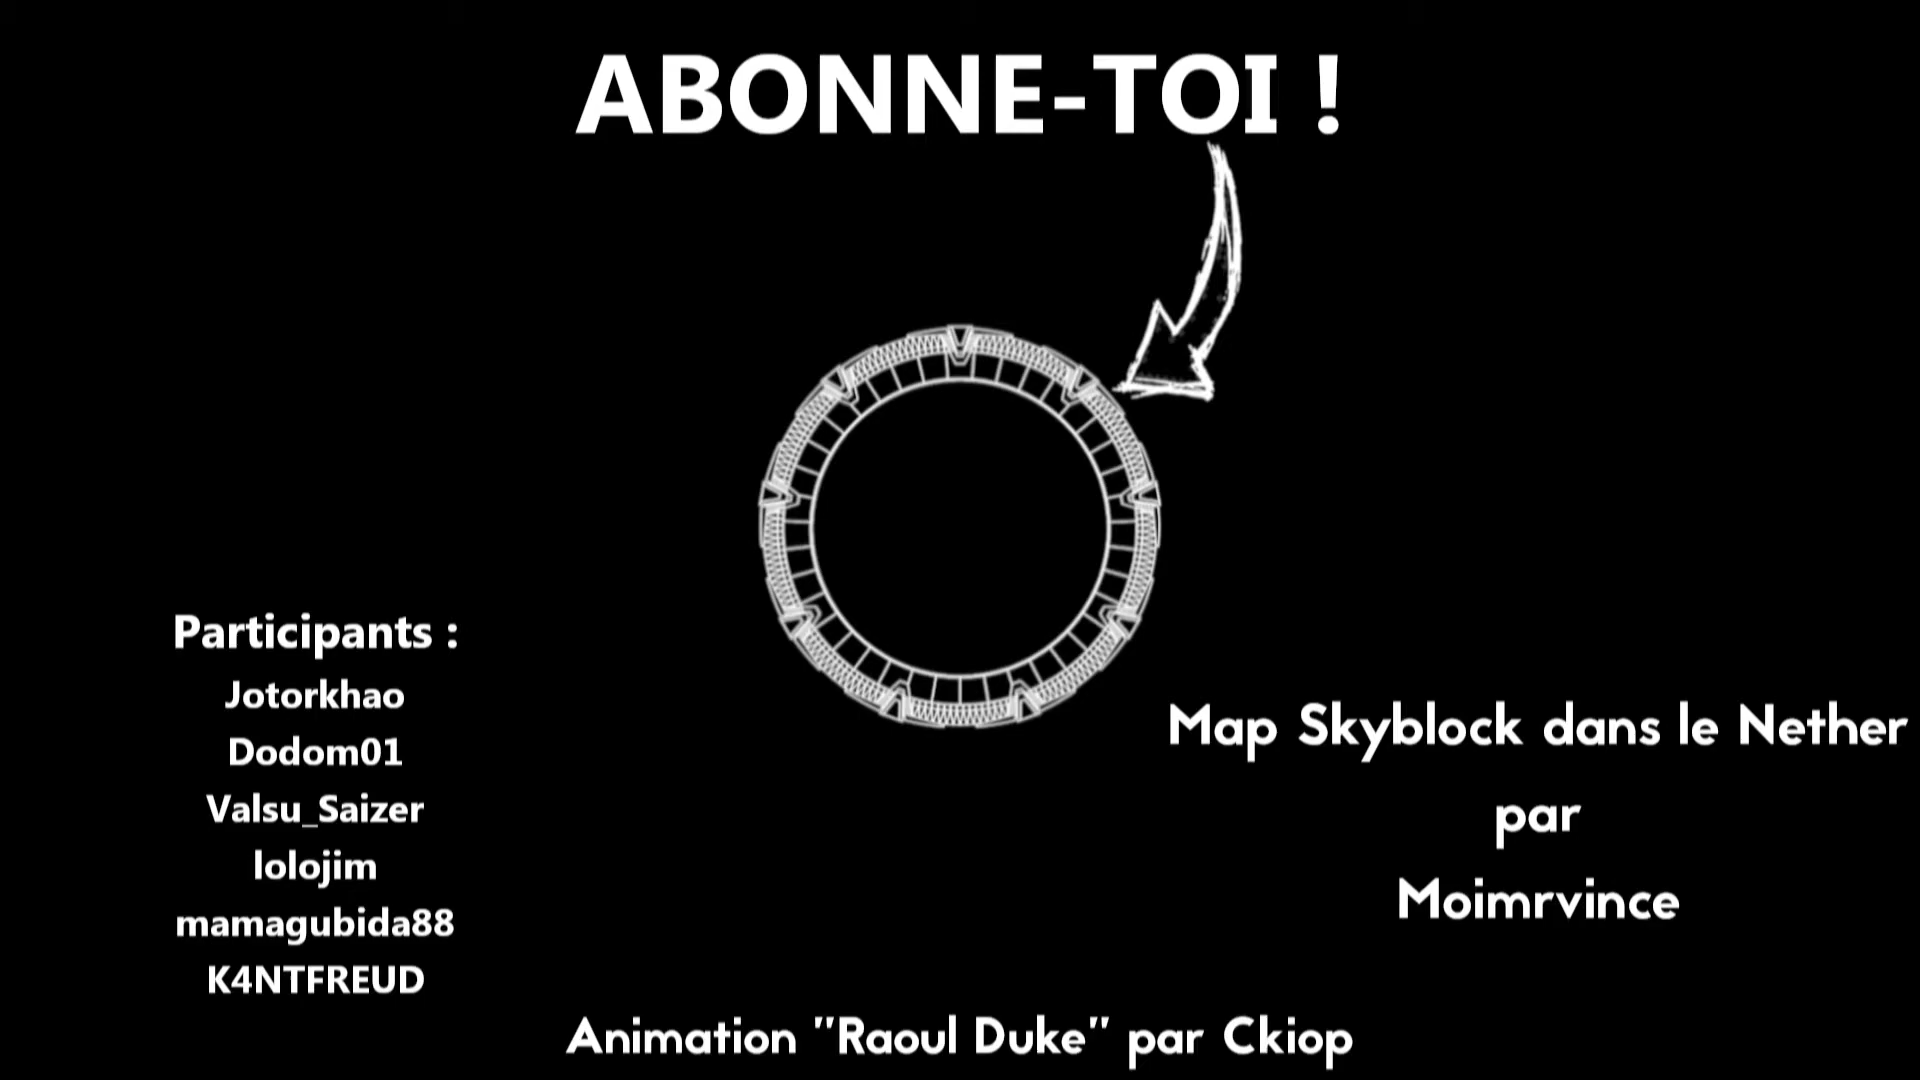 ABONNE-TOI !
Participants :
Jotorkhao
Dodom01
Valsu_Saizer
lolojim
mamagubida88
K4NTFREUD
Map Skyblock dans le Nether
par
Moimrvince
Animation "Raoul Duke" par Ckiop